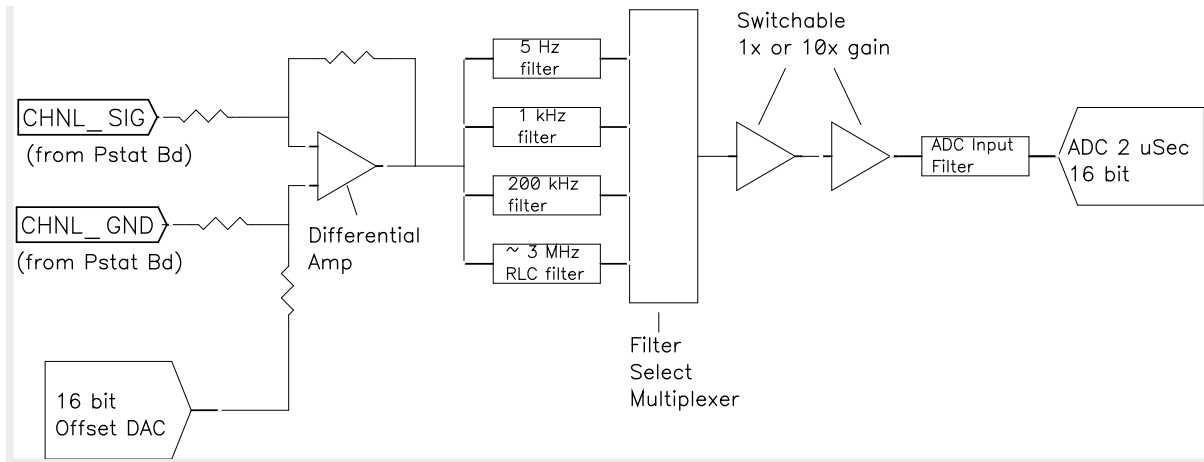 Switchable
1x or 10x gain
5 Hz
filter
CHNL_SIG
(from Pstat Bd)
1 kHz
filter
ADC Input
Filter
ADC 2 uSec
16 bit
200 kHz
filter
CHNL_GND
(from Pstat Bd)
Differential
Amp
~ 3 MHz
RLC filter
Filter
Select
Multiplexer
16 bit
Offset DAC